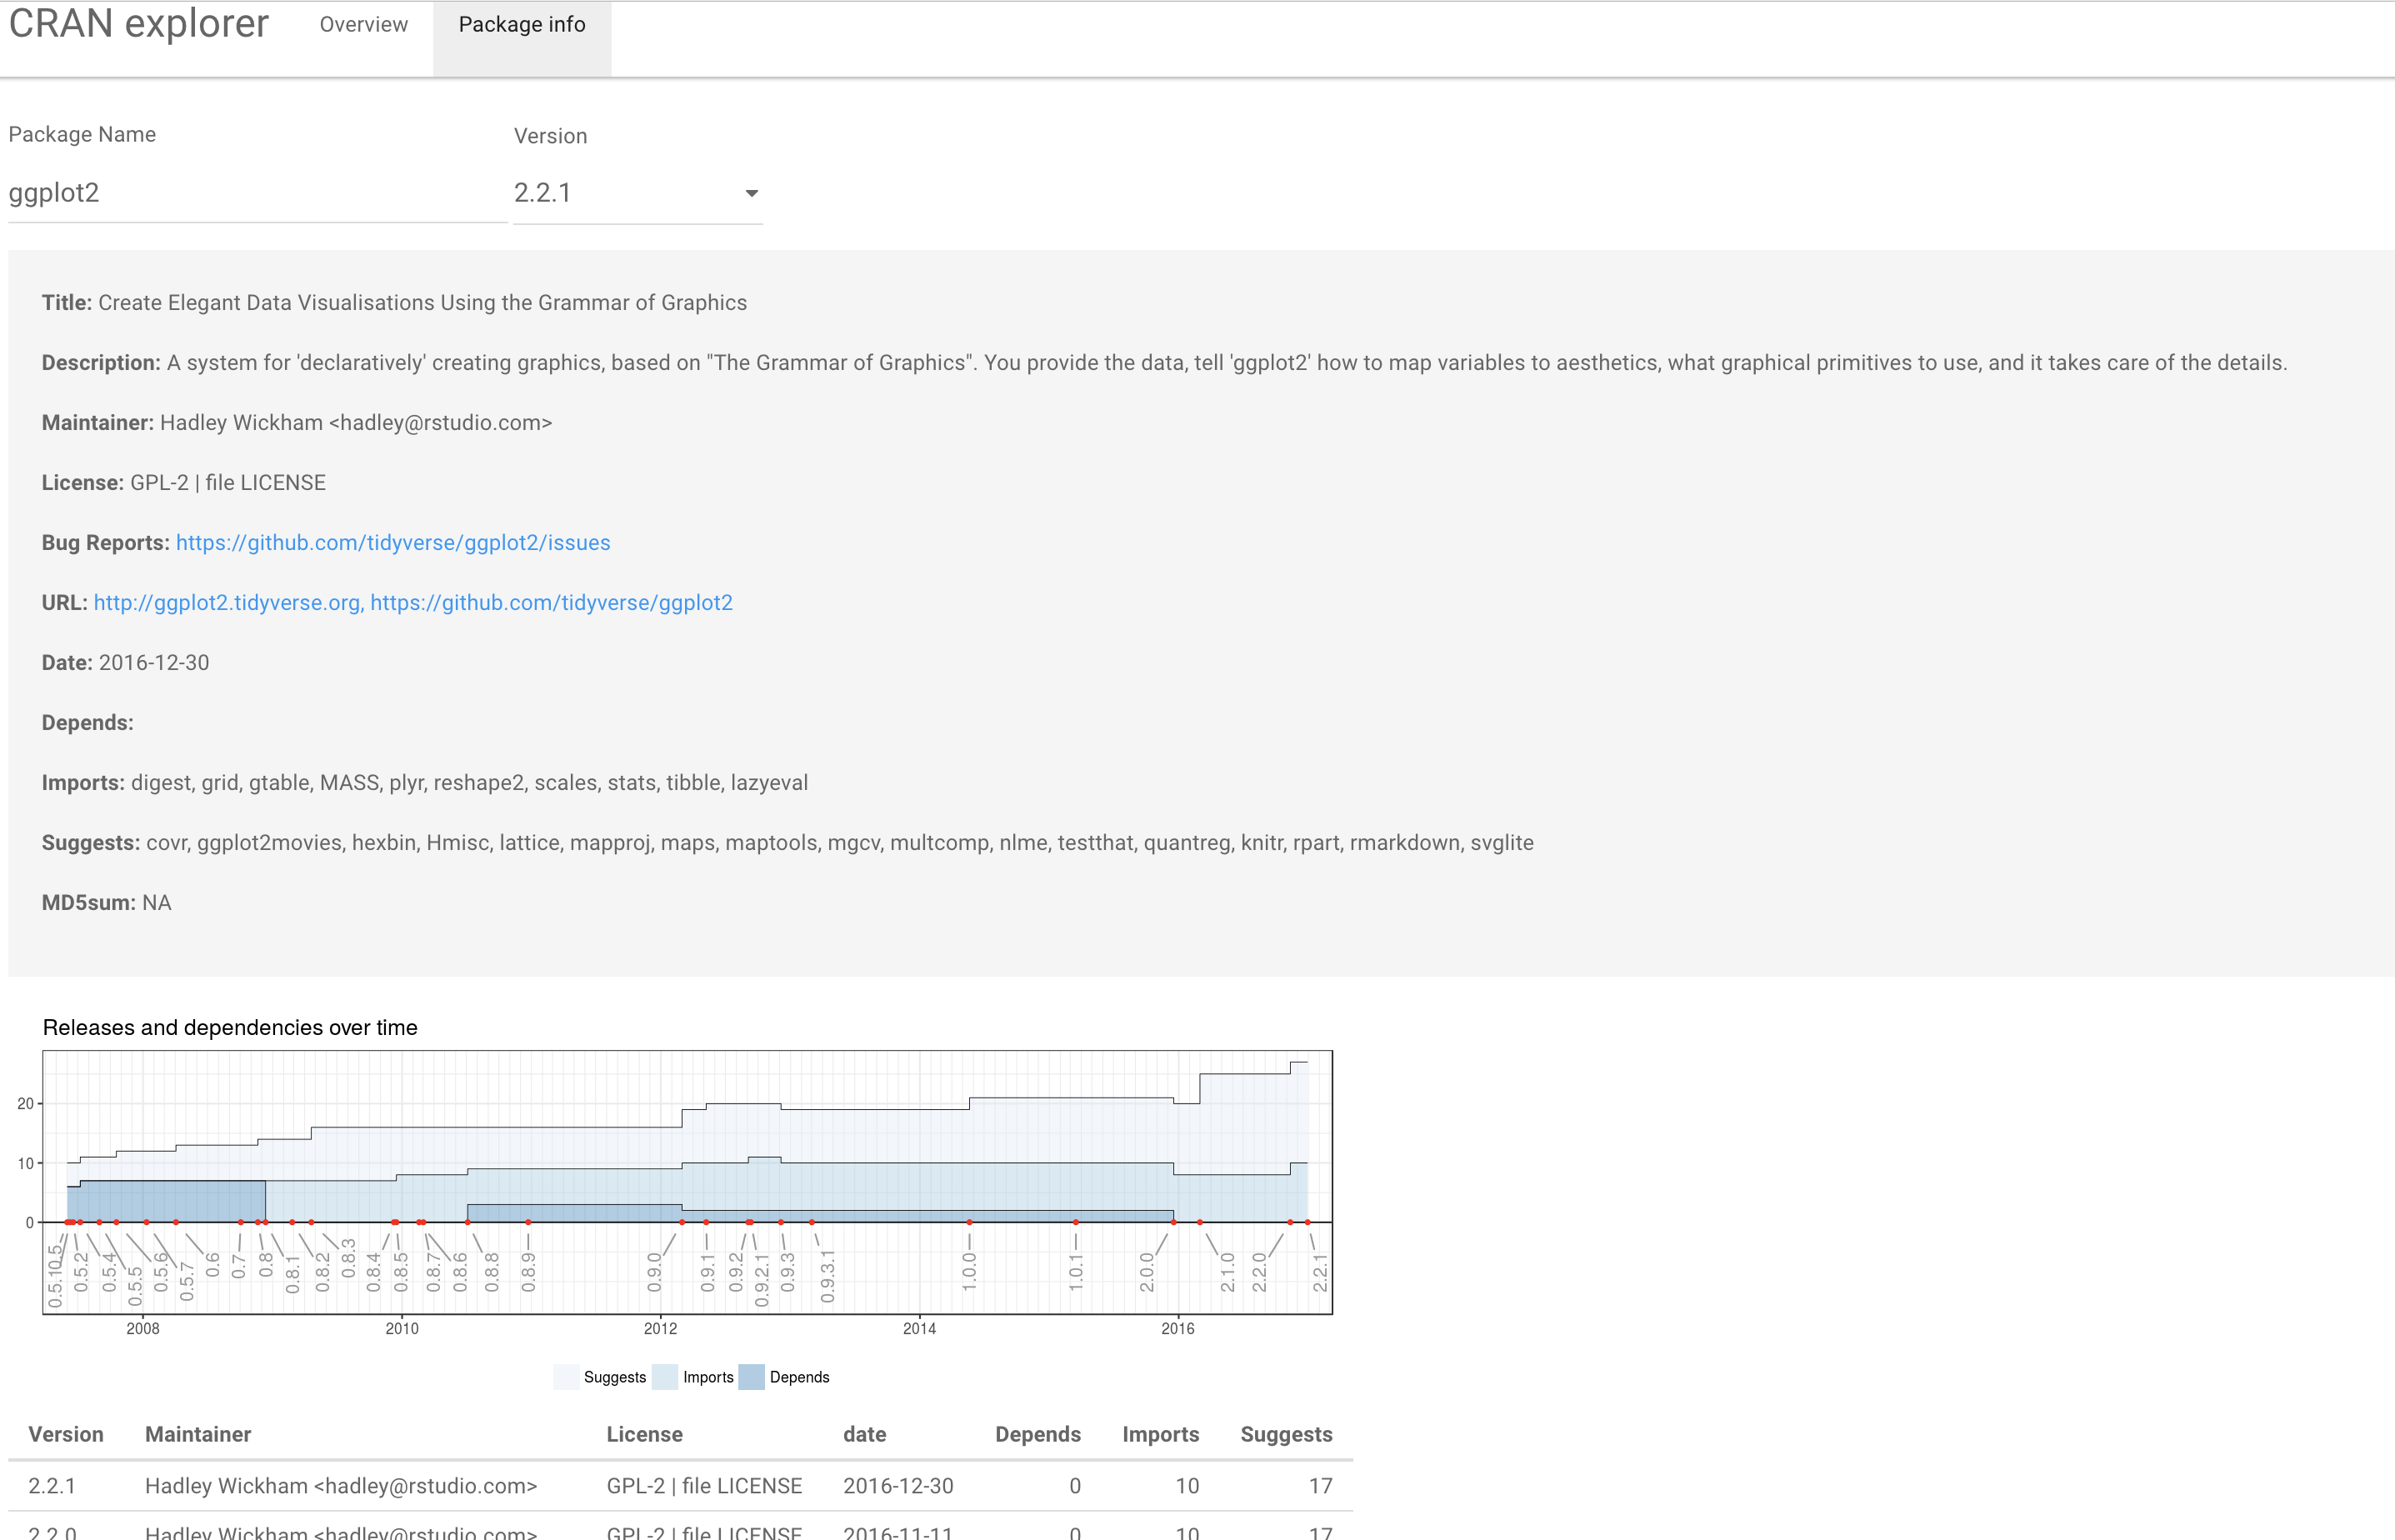 CRAN explorer Overview Package info
Package Name Version
ggplot2 2.2.1
Title: Create Elegant Data Visualisations Using the Grammar of Graphics
Description: A system for 'declaratively' creating graphics, based on "The Grammar of Graphics". You provide the data, tell 'ggplot2' how to map variables to aesthetics, what graphical primitives to use, and it takes care of the details.
Maintainer: Hadley Wickham <hadley@rstudio.com>
License: GPL-2 | file LICENSE
Bug Reports: https://github.com/tidyverse/ggplot2/issues
URL: http://ggplot2.tidyverse.org, https://github.com/tidyverse/ggplot2
Date: 2016-12-30
Depends:
Imports: digest, grid, gtable, MASS, plyr, reshape2, scales, stats, tibble, lazyeval
Suggests: covr, ggplot2movies, hexbin, Hmisc, lattice, mapproj, maps, maptools, mgcv, multcomp, nlme, testthat, quantreg, knitr, rpart, rmarkdown, svglite
MD5sum: NA
Releases and dependencies over time
20
10
0
0.5.2 0.5.4 0.5.5 0.5.6 0.5.7 0.6 0.7 0.8 0.8.1 0.8.2 0.8.3 0.8.4 0.8.5 0.8.7 0.8.6 0.8.8 0.8.9 0.9.0 0.9.1 0.9.2 0.9.2.1 0.9.3 0.9.3.1 1.0.0 1.0.1 2.0.0 2.1.0 2.2.0 2.2.1
2008 2010 2012 2014 2016
Suggests Imports Depends
Version Maintainer License date Depends Imports Suggests
2.2.1 Hadley Wickham <hadley@rstudio.com> GPL-2 | file LICENSE 2016-12-30 0 10 17
2.2.0 Hadley Wickham <hadley@rstudio.com> GPL-2 | file LICENSE 2016-11-11 0 10 17